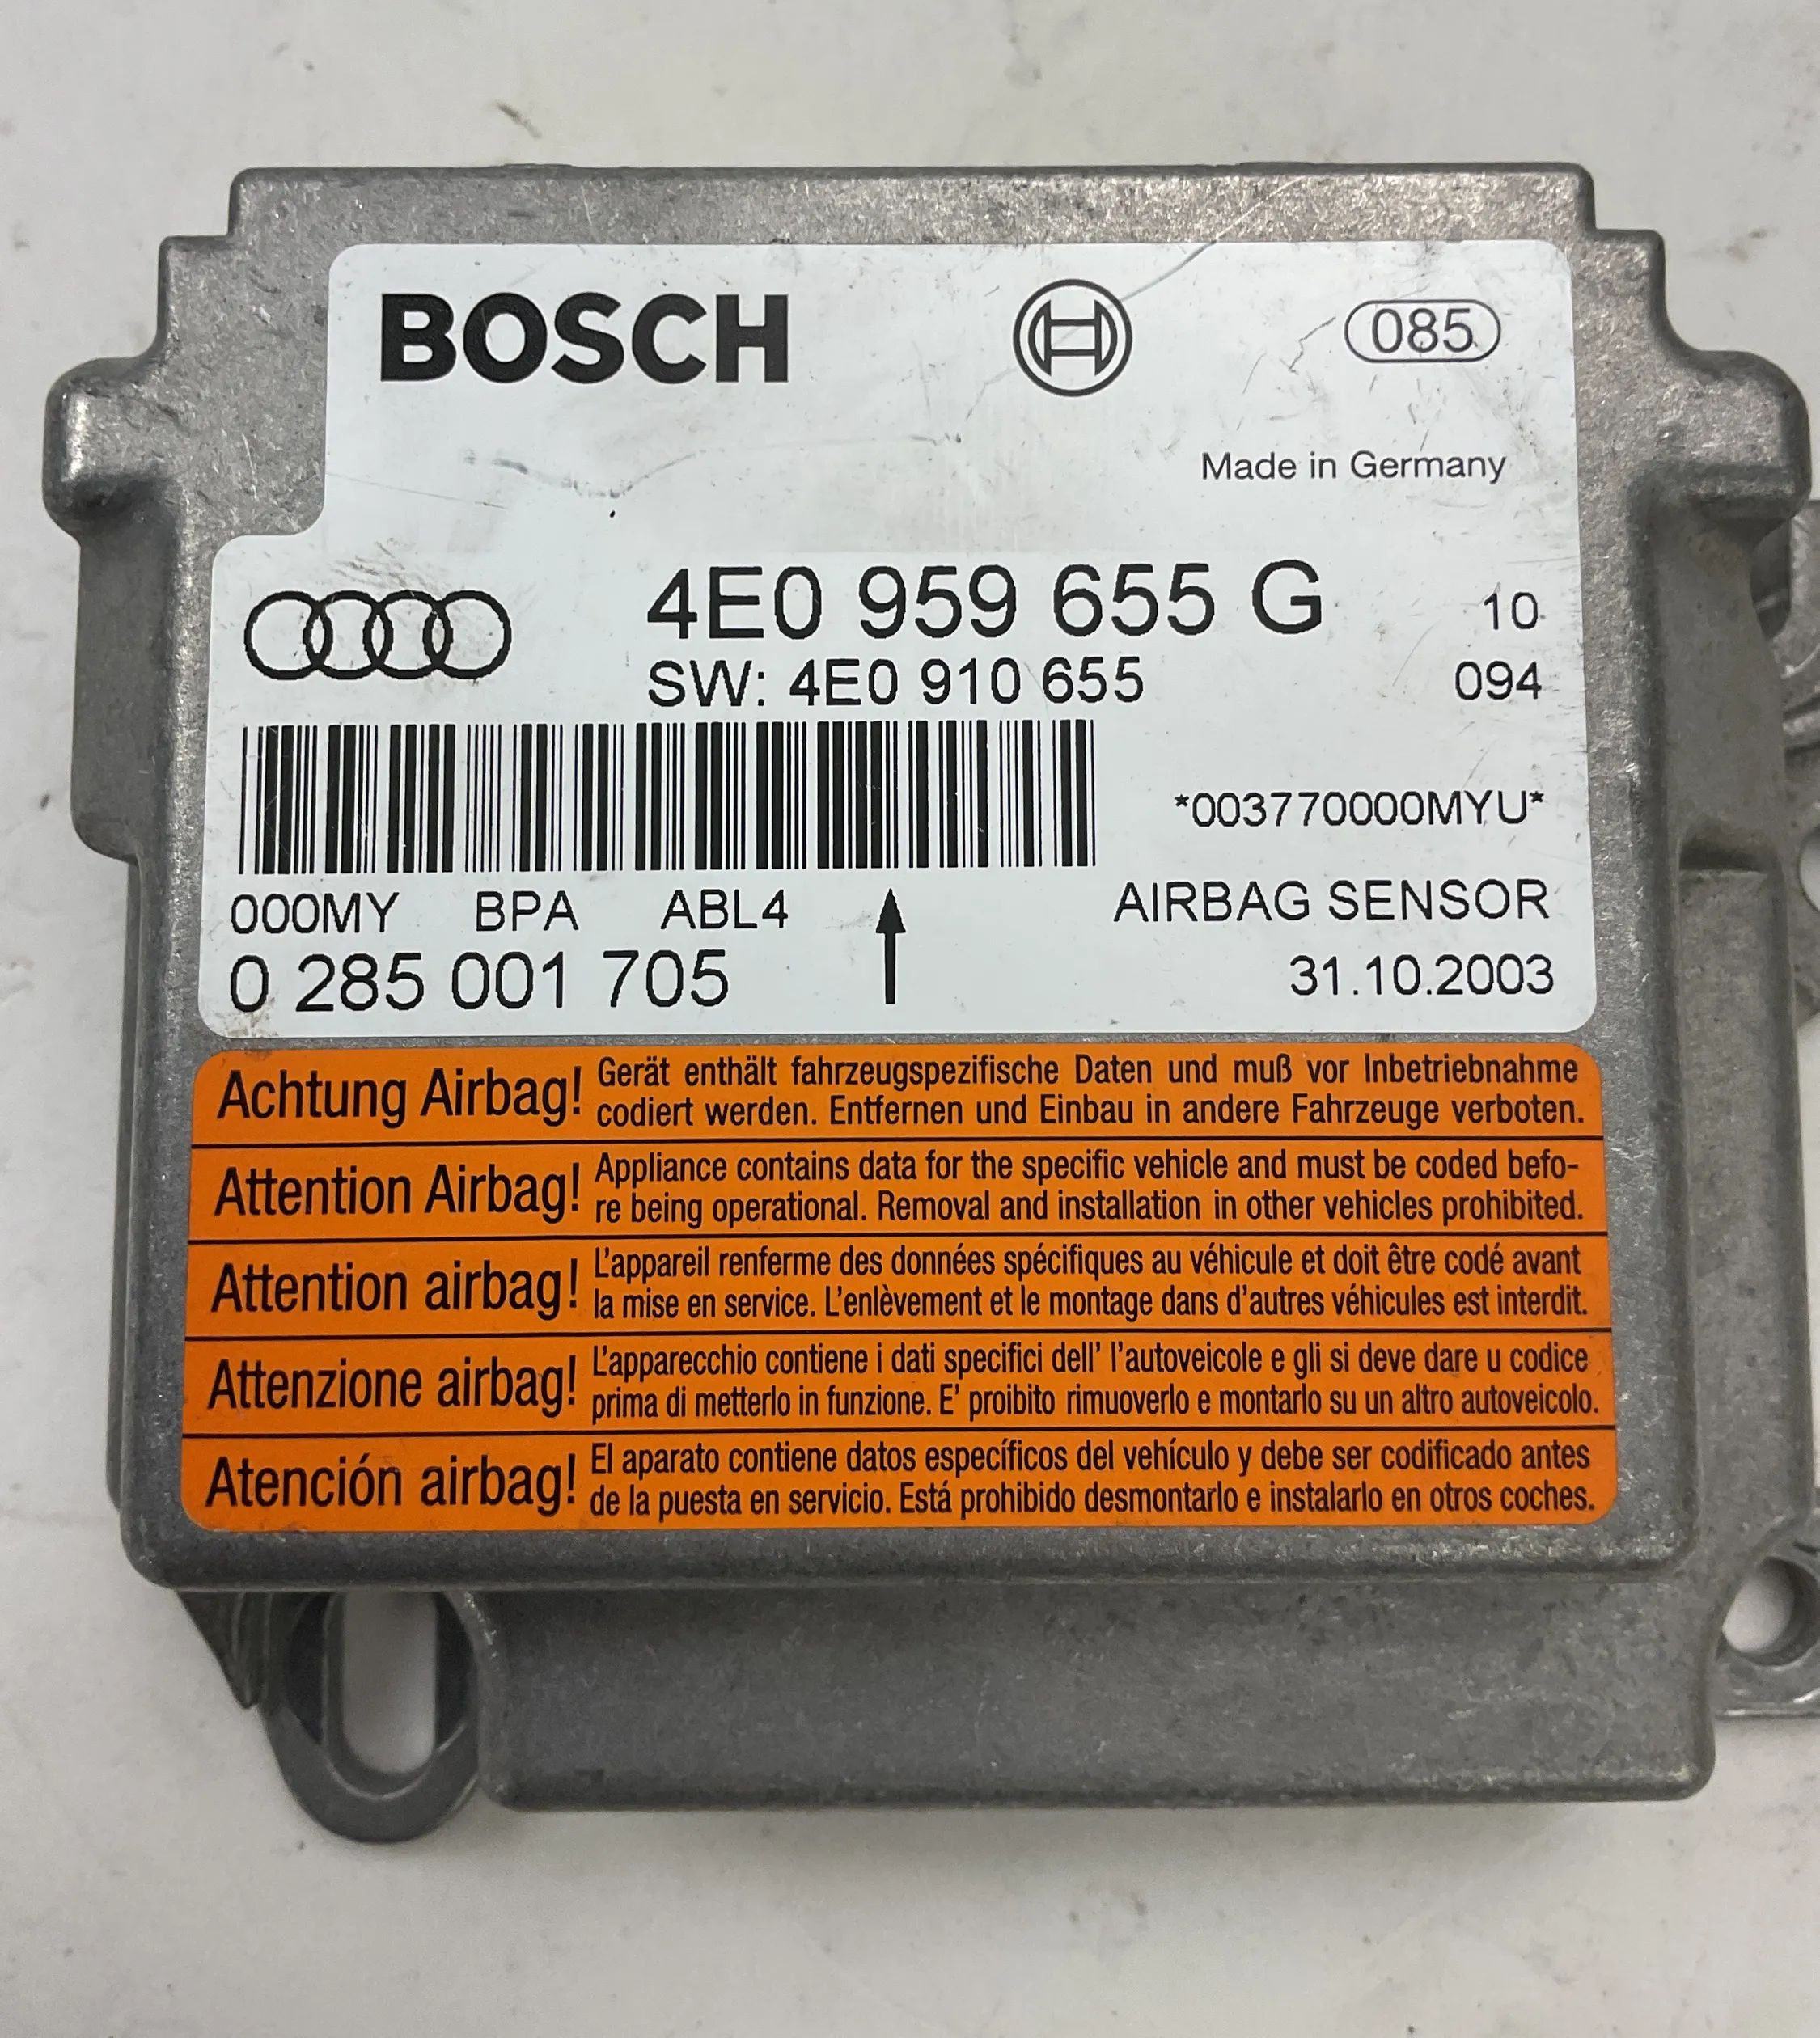 BOSCH
085
Made in Germany
4E0 959 655 G
10
SW: 4E0 910 655
094
*003770000MYU*
000MY BPA ABL4
AIRBAG SENSOR
0 285 001 705
31.10.2003
Achtung Airbag!
Gerät enthält fahrzeugspezifische Daten und muß vor Inbetriebnahme
codiert werden. Entfernen und Einbau in andere Fahrzeuge verboten.
Attention Airbag!
Appliance contains data for the specific vehicle and must be coded befo-
re being operational. Removal and installation in other vehicles prohibited.
Attention airbag!
L'appareil renferme des données spécifiques au véhicule et doit être codé avant
la mise en service. L'enlèvement et le montage dans d'autres véhicules est interdit.
Attenzione airbag!
L'apparecchio contiene i dati specifici dell' l'autoveicole e gli si deve dare u codice
prima di metterlo in funzione. E' proibito rimuoverlo e montarlo su un altro autoveicolo.
Atención airbag!
El aparato contiene datos específicos del vehículo y debe ser codificado antes
de la puesta en servicio. Está prohibido desmontarlo e instalarlo en otros coches.